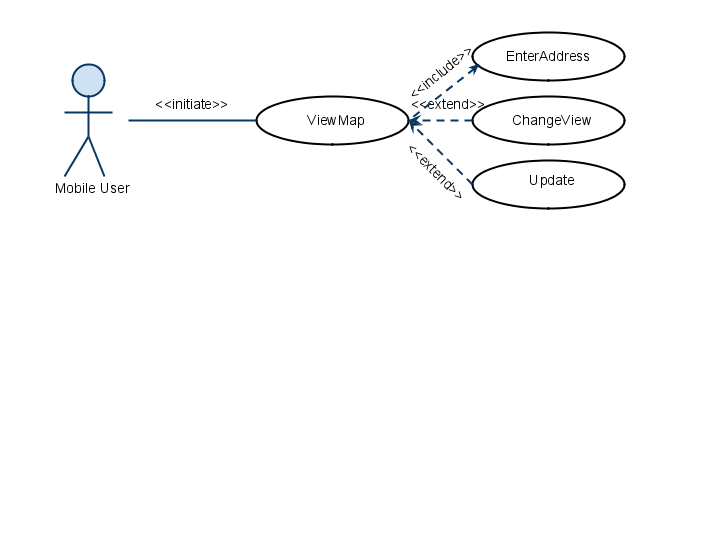 EnterAddress
<<include>>
<<initiate>>
<<extend>>
ViewMap
ChangeView
<<extend>>
Update
Mobile User